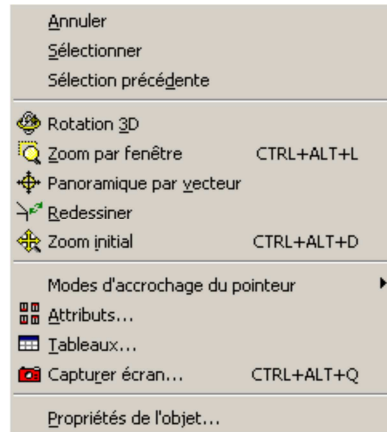 Annuler
Sélectionner
Sélection précédente
Rotation 3D
Zoom par fenêtre CTRL+ALT+L
Panoramique par vecteur
Redessiner
Zoom initial CTRL+ALT+D
Modes d'accrochage du pointeur
Attributs...
Tableaux...
Capturer écran... CTRL+ALT+Q
Propriétés de l'objet...